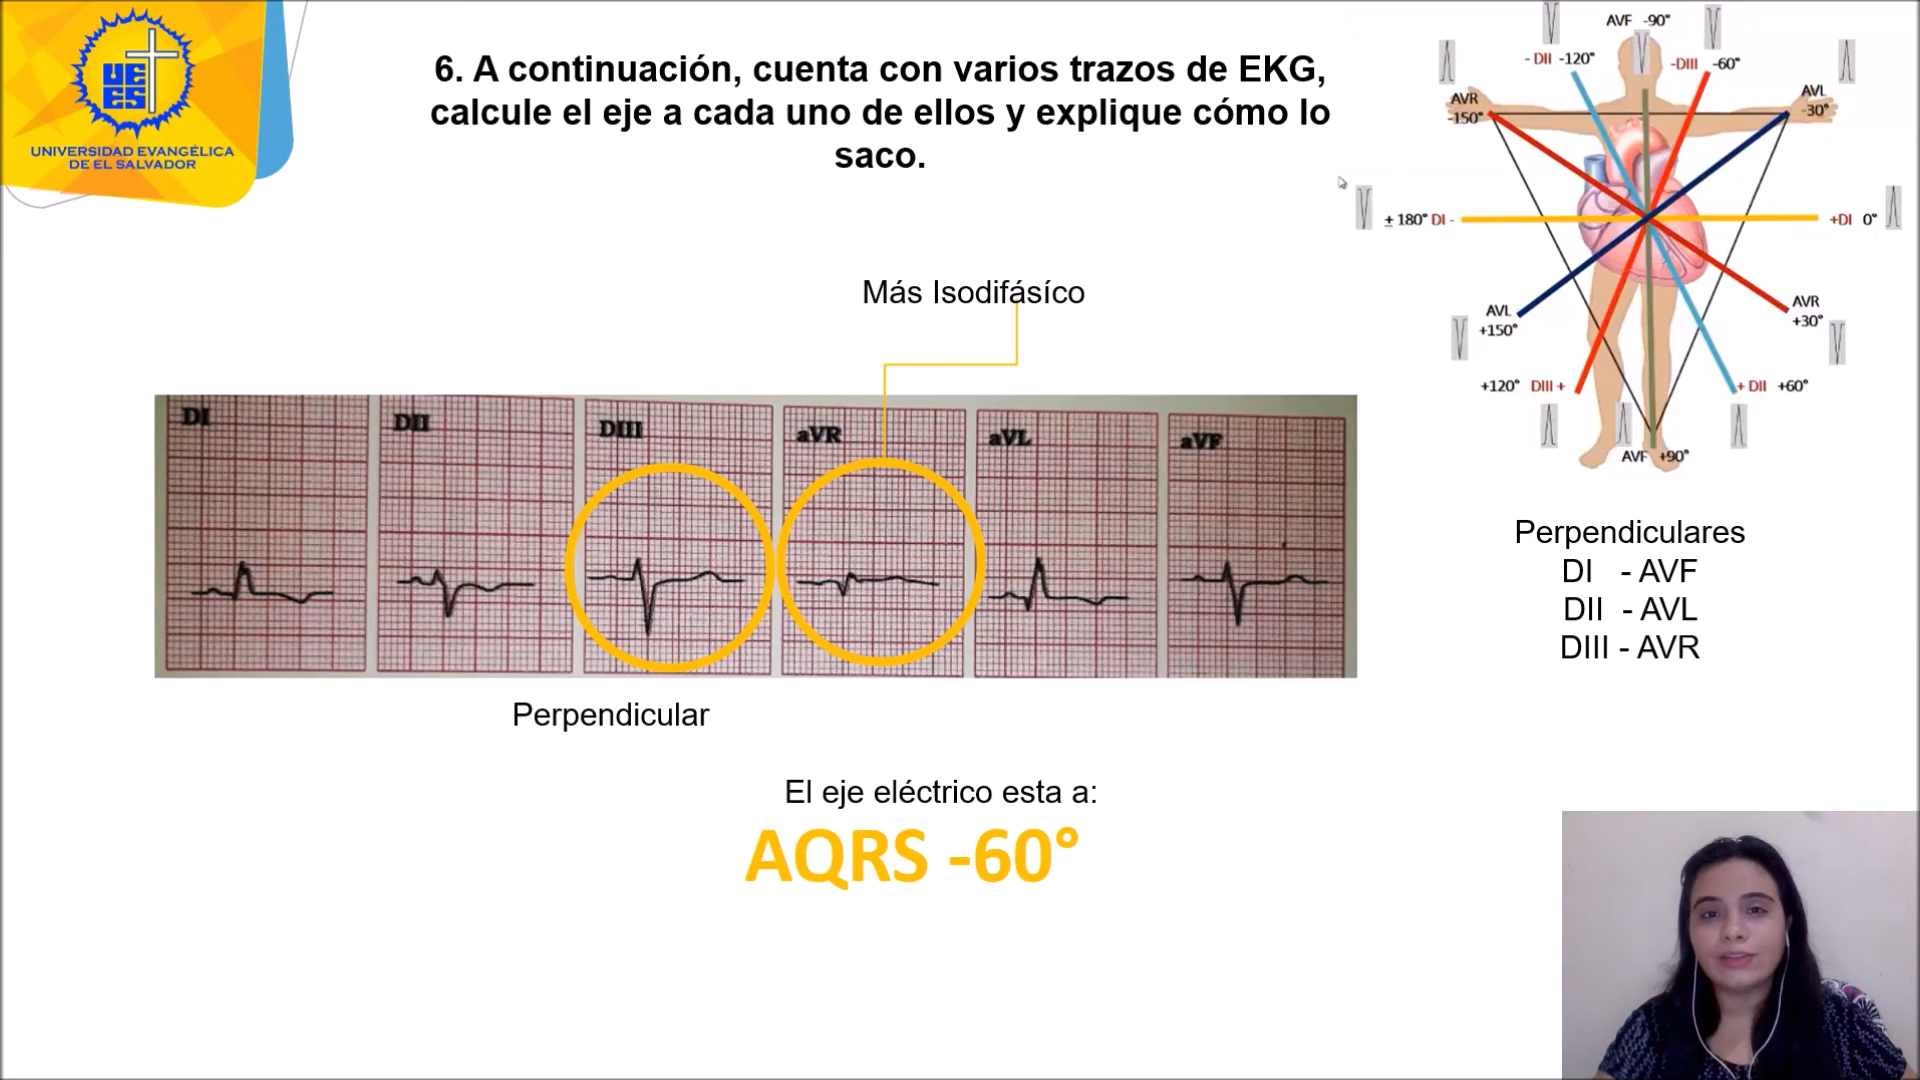 UNIVERSIDAD EVANGÉLICA
DE EL SALVADOR
UEES
6. A continuación, cuenta con varios trazos de EKG,
calcule el eje a cada uno de ellos y explique cómo lo
saco.
AVF -90°
- DII -120°
-DIII -60°
AVR
-150°
AVL
-30°
± 180° DI -
+DI 0°
AVL
+150°
AVR
+30°
+120° DIII +
+ DII +60°
AVF +90°
Más Isodifásíco
DI
DII
DIII
aVR
aVL
aVF
Perpendicular
Perpendiculares
DI - AVF
DII - AVL
DIII - AVR
El eje eléctrico esta a:
AQRS -60°